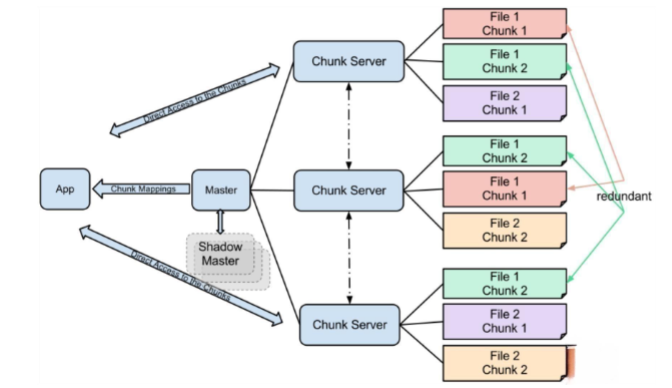 File 1
Chunk 1
Chunk Server
File 1
Chunk 2
Direct Access to the Chunks
File 2
Chunk 1
File 1
Chunk 2
App
Chunk Mappings
Master
Chunk Server
File 1
Chunk 1
redundant
File 2
Chunk 2
Shadow
Master
Direct Access to the Chunks
File 1
Chunk 2
Chunk Server
File 2
Chunk 1
File 2
Chunk 2